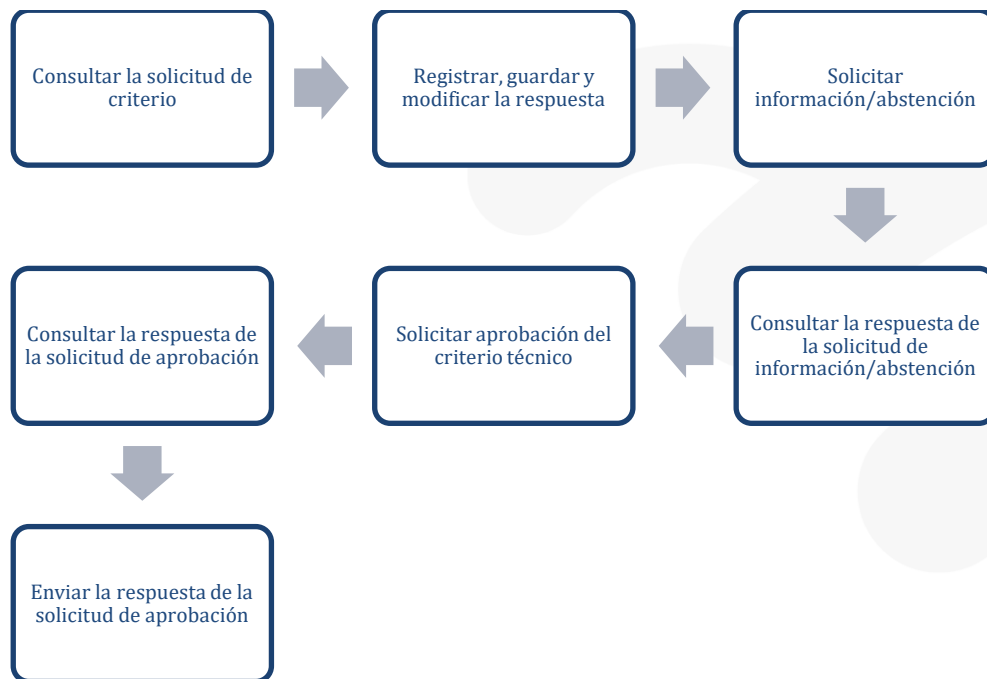 Consultar la solicitud de
criterio
Registrar, guardar y
modificar la respuesta
Solicitar
información/abstención
Consultar la respuesta de
la solicitud de
información/abstención
Solicitar aprobación del
criterio técnico
Consultar la respuesta de
la solicitud de aprobación
Enviar la respuesta de la
solicitud de aprobación